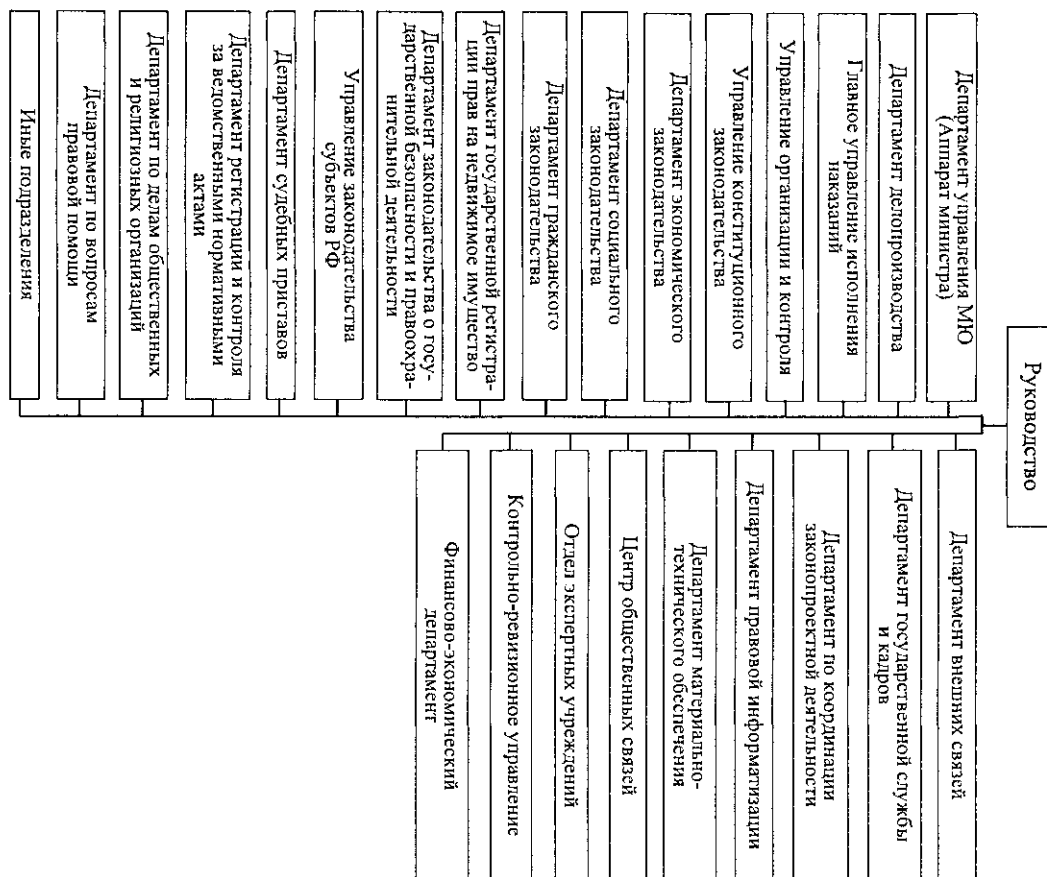 Руководство
Департамент управления МЮ
(Аппарат министра)
Департамент делопроизводства
Главное управление исполнения
наказаний
Управление организации и контроля
Управление конституционного
законодательства
Департамент экономического
законодательства
Департамент социального
законодательства
Департамент гражданского
законодательства
Департамент государственной регистра-
ции прав на недвижимое имущество
Департамент законодательства о госу-
дарственной безопасности и правоохра-
нительной деятельности
Управление законодательства
субъектов РФ
Департамент судебных приставов
Департамент регистрации и контроля
за ведомственными нормативными
актами
Департамент по делам общественных
и религиозных организаций
Департамент по вопросам
правовой помощи
Иные подразделения
Департамент внешних связей
Департамент государственной службы
и кадров
Департамент по координации
законопроектной деятельности
Департамент правовой информатизации
Департамент материально-
технического обеспечения
Центр общественных связей
Отдел экспертных учреждений
Контрольно-ревизионное управление
Финансово-экономический
департамент